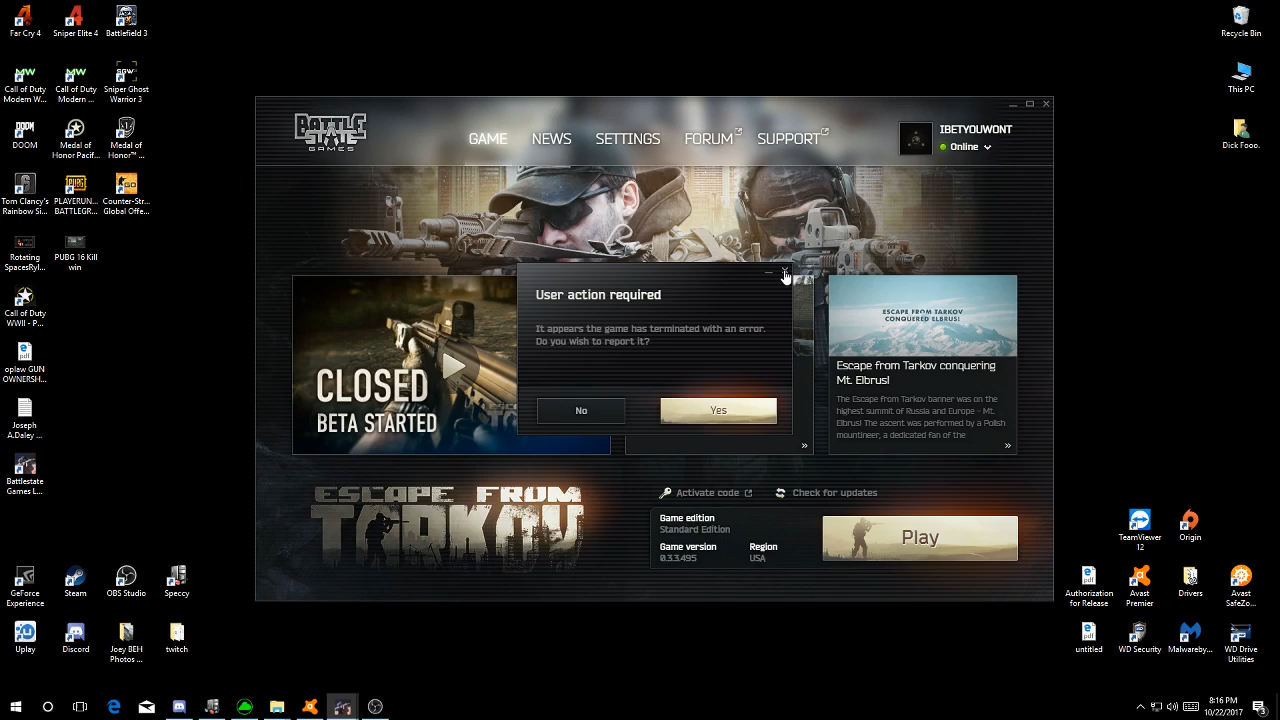 Far Cry 4
Sniper Elite 4
Battlefield 3
Call of Duty
Modern W...
Call of Duty
Modern ...
Sniper Ghost
Warrior 3
DOOM
Medal of
Honor Pacif...
Medal of
Honor™ ...
Tom Clancy's
Rainbow Si...
PLAYERUN...
BATTLEGR...
Counter-Str...
Global Offe...
Rotating
SpacesRyl...
PUBG 16 Kill
win
Call of Duty
WWII - P...
oplaw GUN
OWNERSH...
Joseph
A.Daley ...
Battlestate
Games L...
GeForce
Experience
Steam
OBS Studio
Speccy
Uplay
Discord
Joey BEH
Photos ...
twitch
BATTLE
STATE
GAMES
GAME
NEWS
SETTINGS
FORUM
SUPPORT
IBETYOUWONT
Online
CLOSED
BETA STARTED
User action required
It appears the game has terminated with an error.
Do you wish to report it?
No
Yes
ESCAPE FROM TARKOV
CONQUERED ELBRUS!
Escape from Tarkov conquering
Mt. Elbrus!
The Escape from Tarkov banner was on the
highest summit of Russia and Europe - Mt.
Elbrus! The ascent was performed by a Polish
mountineer, a dedicated fan of the
ESCAPE FROM
TARKOV
Activate code
Check for updates
Game edition
Standard Edition
Game version
0.3.3.495
Region
USA
Play
Recycle Bin
This PC
Dick Fooo.
TeamViewer
12
Origin
Authorization
for Release
Avast
Premier
Drivers
Avast
SafeZo...
untitled
WD Security
Malwareby...
WD Drive
Utilities
8:16 PM
10/22/2017
3